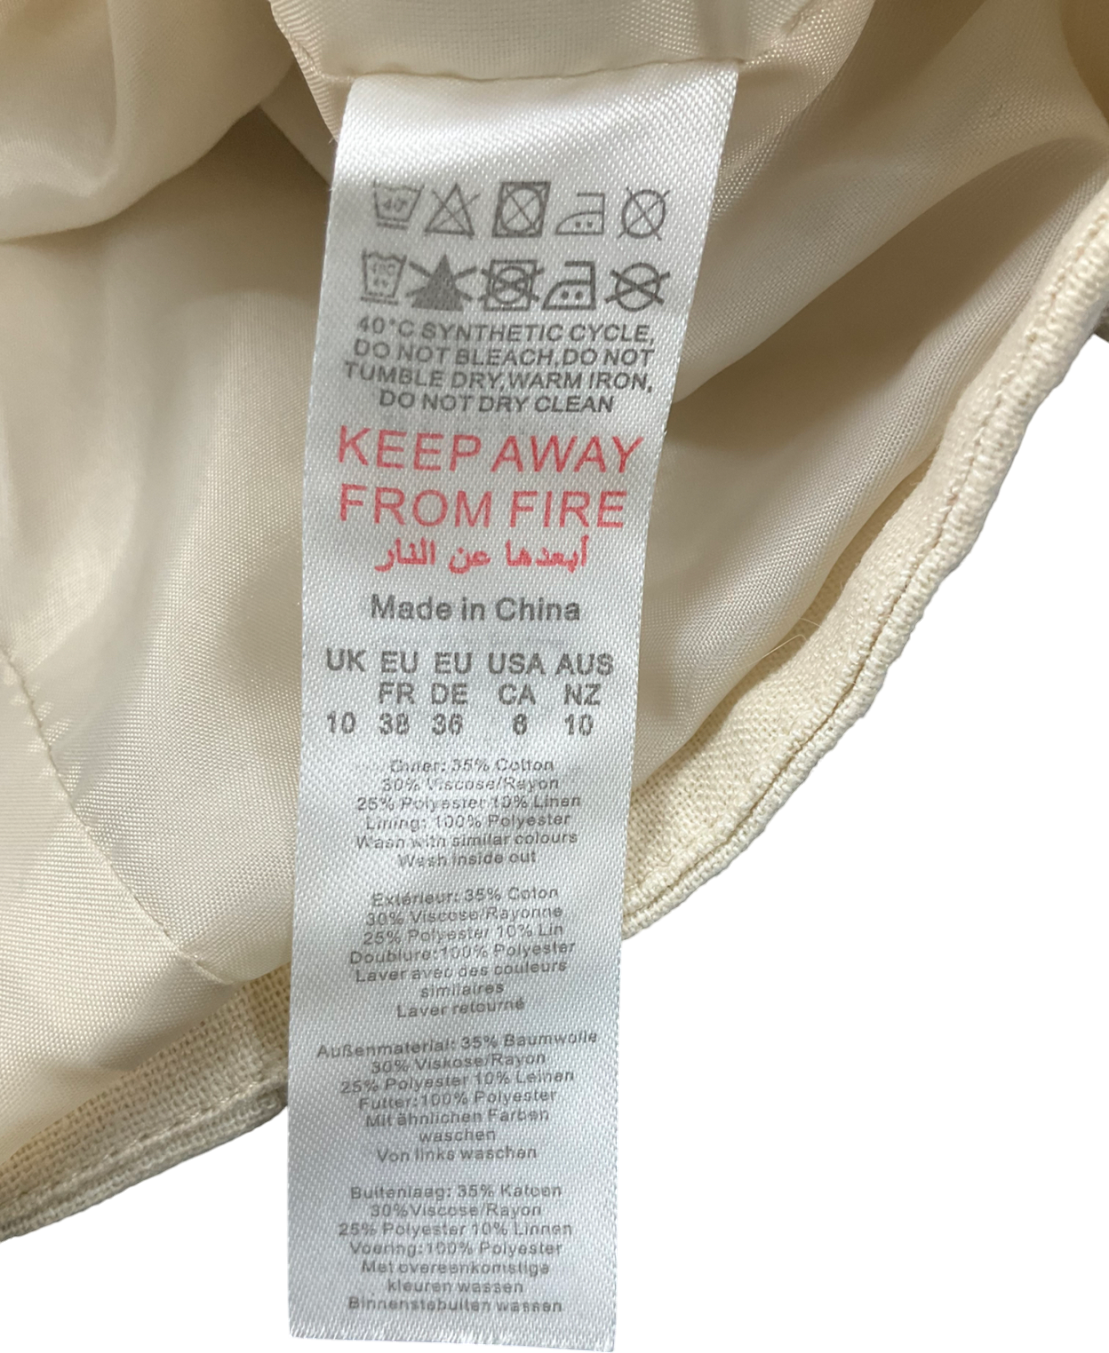 40°
40°C SYNTHETIC CYCLE,
DO NOT BLEACH,DO NOT
TUMBLE DRY,WARM IRON,
DO NOT DRY CLEAN
KEEP AWAY
FROM FIRE
أبعدها عن النار
Made in China
UK EU EU USA AUS
FR DE CA NZ
10 38 36 6 10
Outer: 35% Cotton
30% Viscose/Rayon
25% Polyester 10% Linen
Lining: 100% Polyester
Wash with similar colours
Wash inside out
Extérieur: 35% Coton
30% Viscose/Rayonne
25% Polyester 10% Lin
Doublure:100% Polyester
Laver avec des couleurs
similaires
Laver retourné
Außenmaterial: 35% Baumwolle
30% Viskose/Rayon
25% Polyester 10% Leinen
Futter:100% Polyester
Mit ähnlichen Farben
waschen
Von links waschen
Buitenlaag: 35% Katoen
30%Viscose/Rayon
25% Polyester 10% Linnen
Voering:100% Polyester
Met overeenkomstige
kleuren wassen
Binnenstebuiten wassen